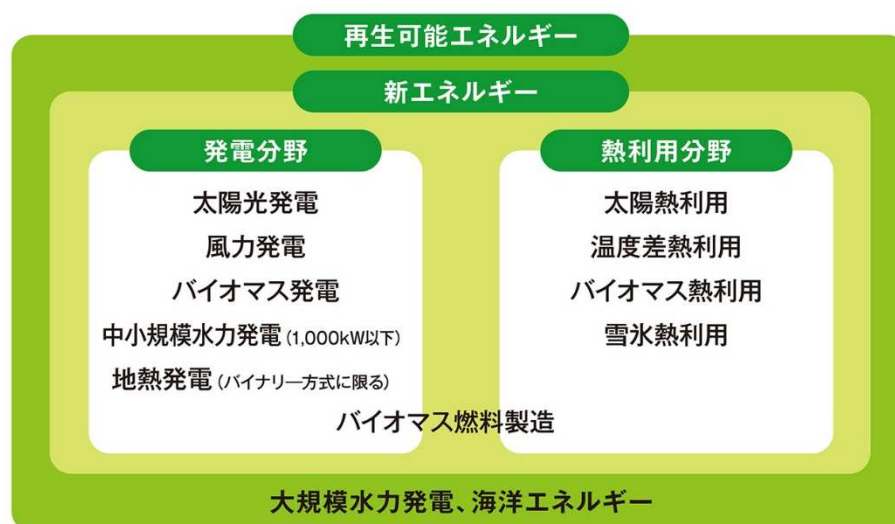 再生可能エネルギー
新エネルギー
発電分野
太陽光発電
風力発電
バイオマス発電
中小規模水力発電(1,000kW以下)
地熱発電(バイナリー方式に限る)
熱利用分野
太陽熱利用
温度差熱利用
バイオマス熱利用
雪氷熱利用
バイオマス燃料製造
大規模水力発電、海洋エネルギー